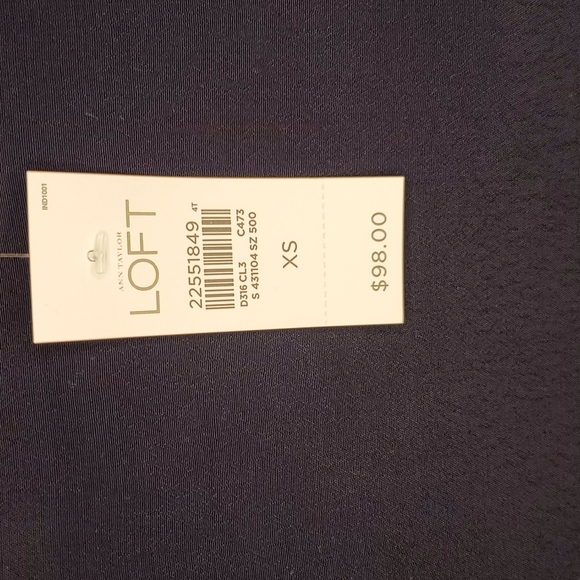 IND1001
ANN TAYLOR
LOFT
22551849 4T
D316 CL3 C473
S 431104 SZ 500
XS
$98.00